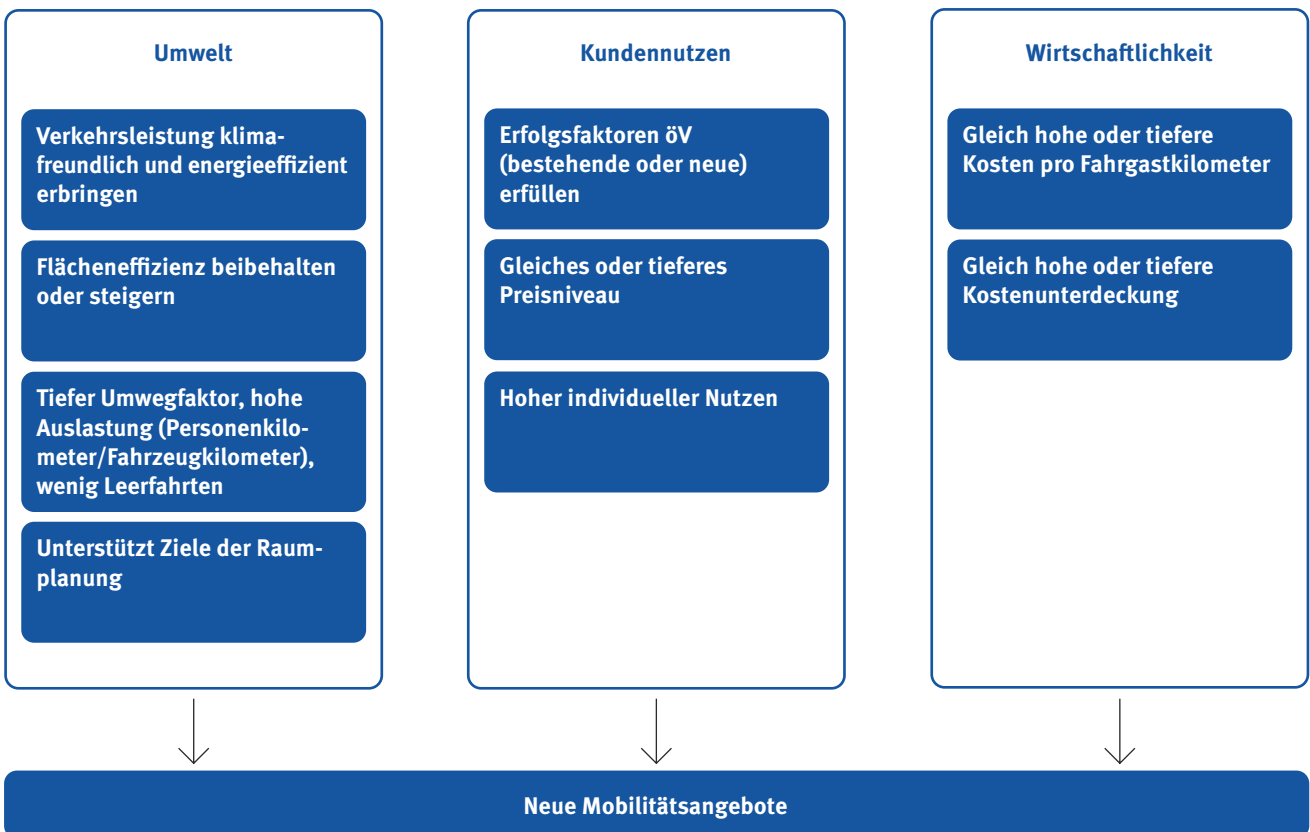 Umwelt
Verkehrsleistung klima-
freundlich und energieeffizient
erbringen
Flächeneffizienz beibehalten
oder steigern
Tiefer Umwegfaktor, hohe
Auslastung (Personenkilo-
meter/Fahrzeugkilometer),
wenig Leerfahrten
Unterstützt Ziele der Raum-
planung
Kundennutzen
Erfolgsfaktoren öV
(bestehende oder neue)
erfüllen
Gleiches oder tieferes
Preisniveau
Hoher individueller Nutzen
Wirtschaftlichkeit
Gleich hohe oder tiefere
Kosten pro Fahrgastkilometer
Gleich hohe oder tiefere
Kostenunterdeckung
Neue Mobilitätsangebote